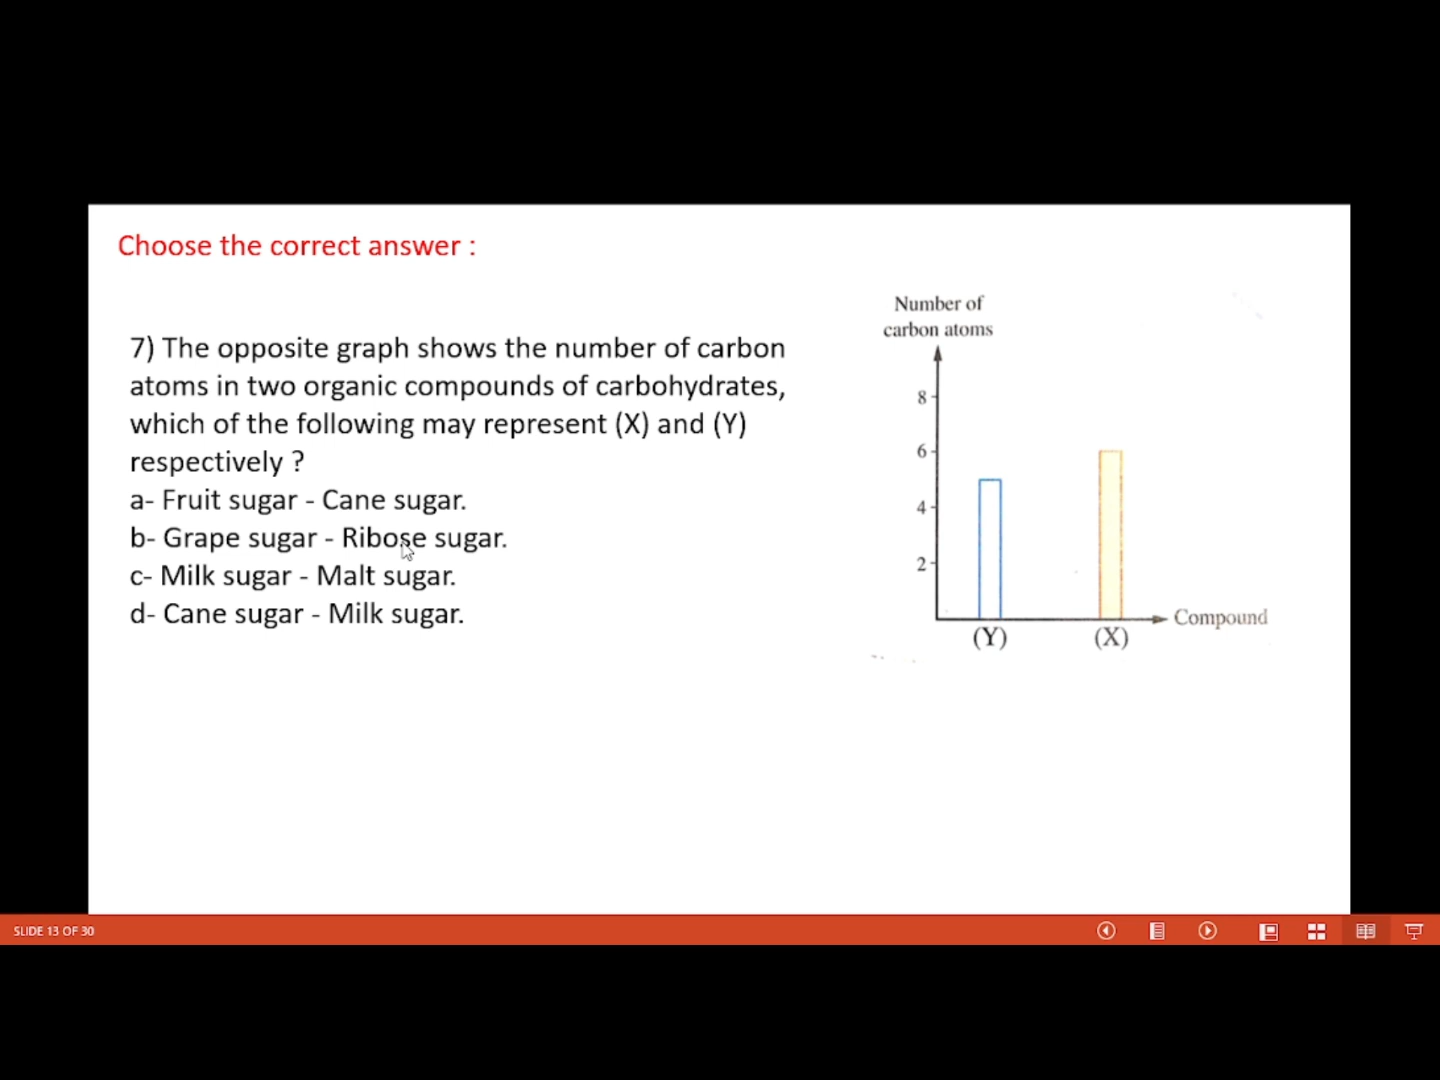 Choose the correct answer :
7) The opposite graph shows the number of carbon
atoms in two organic compounds of carbohydrates,
which of the following may represent (X) and (Y)
respectively ?
a- Fruit sugar - Cane sugar.
b- Grape sugar - Ribose sugar.
c- Milk sugar - Malt sugar.
d- Cane sugar - Milk sugar.
Number of
carbon atoms
8
6
4
2
Compound
(Y) (X)
SLIDE 13 OF 30